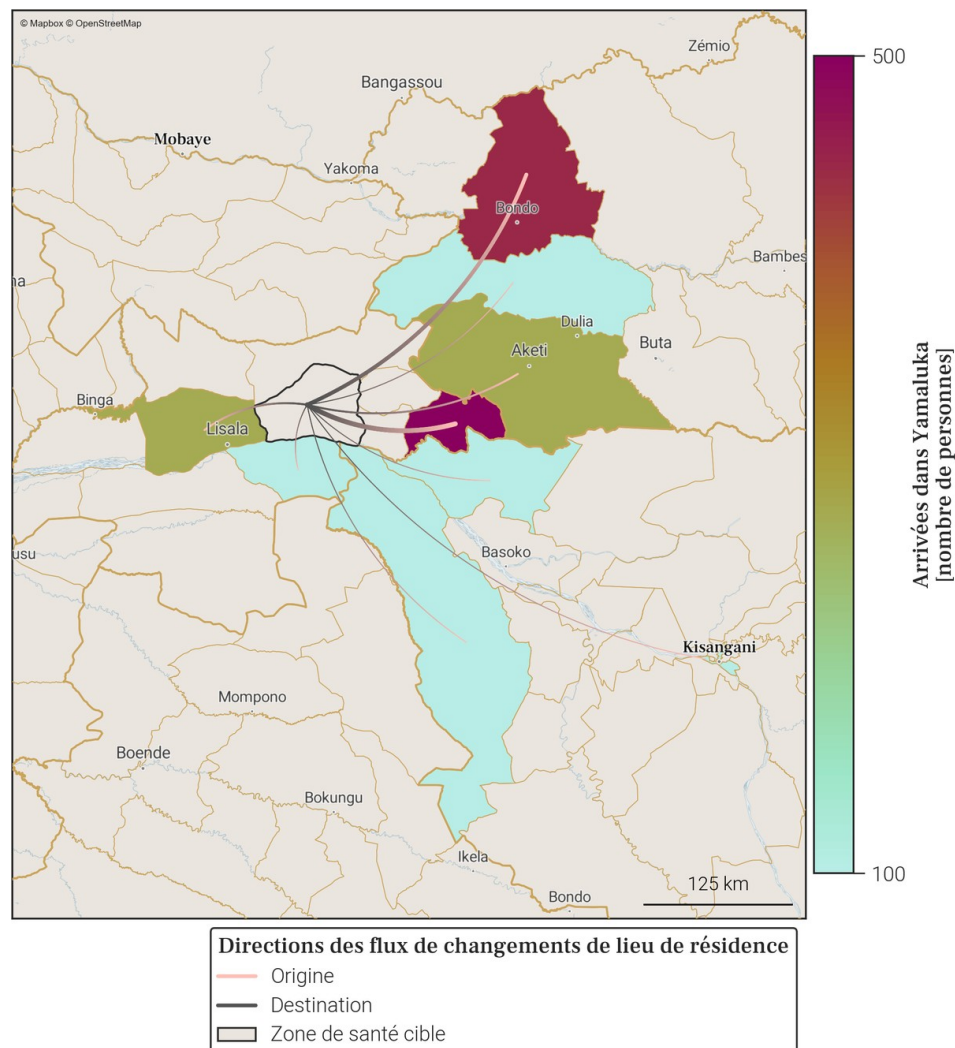 © Mapbox © OpenStreetMap
Zémio
500
Bangassou
Mobaye
Yakoma
Bondo
Bambes
na
Dulia
Buta
Aketi
Binga
Lisala
Arrivées dans Yamaluka
[nombre de personnes]
Basoko
usu
Kisangani
Mompono
Boende
Bokungu
Ikela
100
125 km
Bondo
Directions des flux de changements de lieu de résidence
Origine
Destination
Zone de santé cible